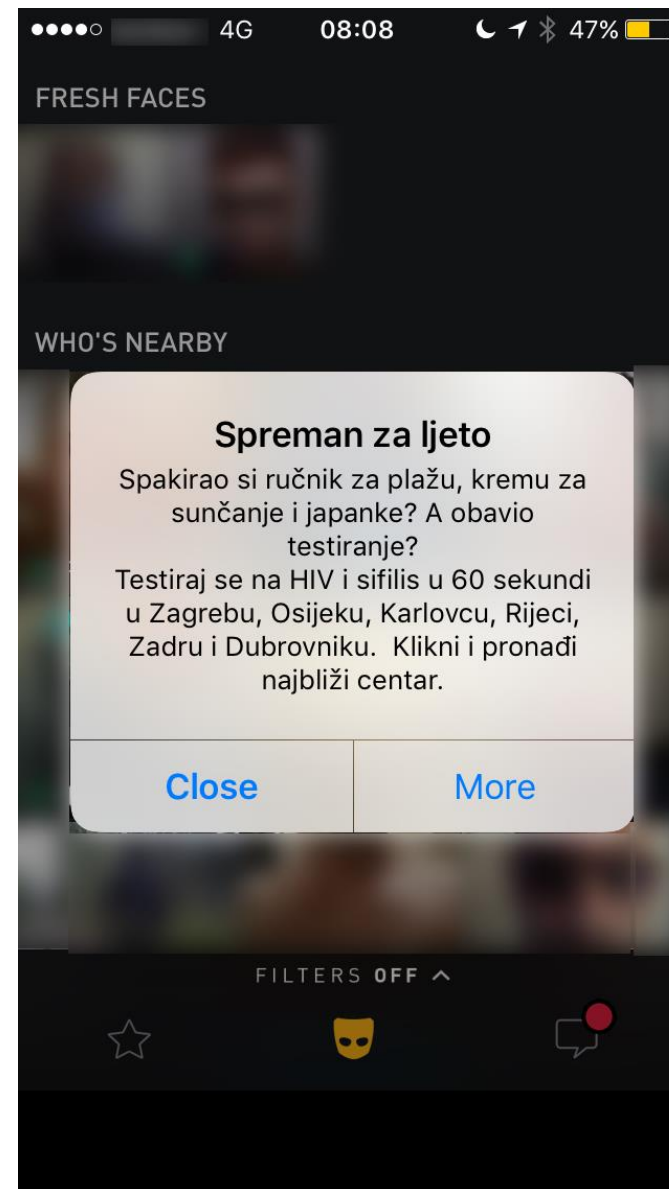 4G 08:08 47%
FRESH FACES
WHO'S NEARBY
Spreman za ljeto
Spakirao si ručnik za plažu, kremu za
sunčanje i japanke? A obavio
testiranje?
Testiraj se na HIV i sifilis u 60 sekundi
u Zagrebu, Osijeku, Karlovcu, Rijeci,
Zadru i Dubrovniku. Klikni i pronađi
najbliži centar.
Close More
FILTERS OFF